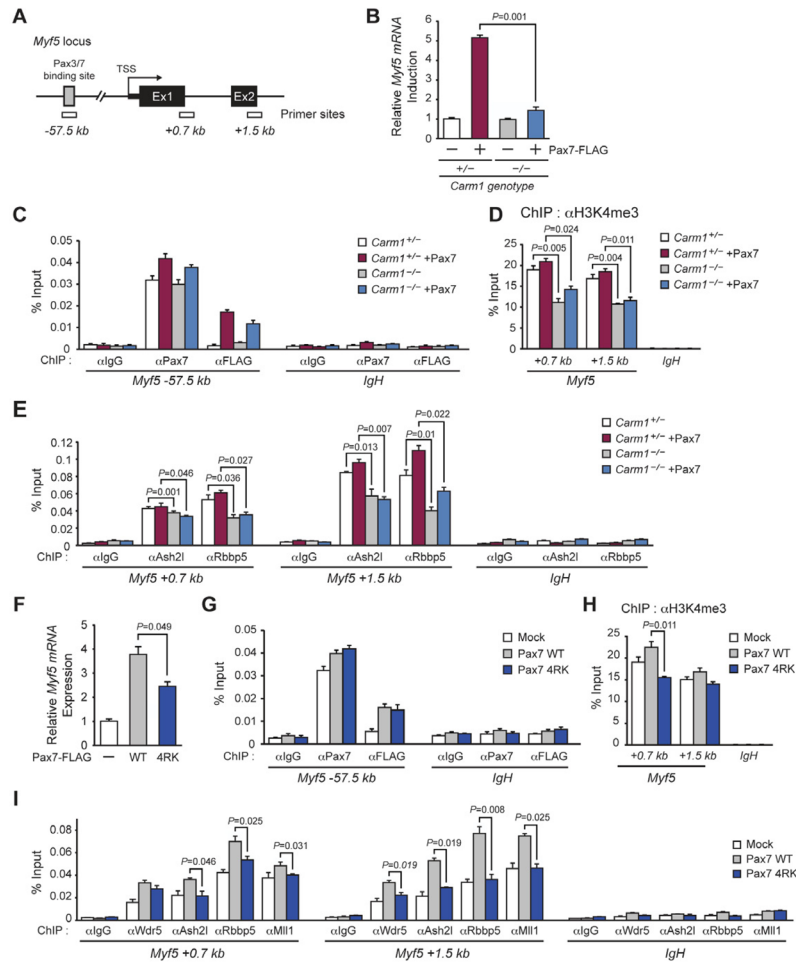 A
Myf5 locus
Pax3/7
binding site
TSS
Ex1
Ex2
Primer sites
-57.5 kb
+0.7 kb
+1.5 kb
B
Relative Myf5 mRNA
Induction
6
5
4
3
2
1
0
P=0.001
– + – + Pax7-FLAG
+/– –/–
Carm1 genotype
C
% Input
0.05
0.04
0.03
0.02
0.01
0
Carm1+/–
Carm1+/– +Pax7
Carm1–/–
Carm1–/– +Pax7
ChIP : αIgG αPax7 αFLAG αIgG αPax7 αFLAG
Myf5 -57.5 kb IgH
D
ChIP : αH3K4me3
% Input
25
20
15
10
5
0
P=0.024
P=0.005
P=0.011
P=0.004
Carm1+/–
Carm1+/– +Pax7
Carm1–/–
Carm1–/– +Pax7
+0.7 kb +1.5 kb IgH
Myf5
E
% Input
0.12
0.1
0.08
0.06
0.04
0.02
0
P=0.046
P=0.001
P=0.027
P=0.036
P=0.007
P=0.013
P=0.022
P=0.01
Carm1+/–
Carm1+/– +Pax7
Carm1–/–
Carm1–/– +Pax7
ChIP : αIgG αAsh2l αRbbp5 αIgG αAsh2l αRbbp5 αIgG αAsh2l αRbbp5
Myf5 +0.7 kb Myf5 +1.5 kb IgH
F
Relative Myf5 mRNA
Expression
5
4
3
2
1
0
P=0.049
Pax7-FLAG – WT 4RK
G
% Input
0.05
0.04
0.03
0.02
0.01
0
Mock
Pax7 WT
Pax7 4RK
ChIP : αIgG αPax7 αFLAG αIgG αPax7 αFLAG
Myf5 -57.5 kb IgH
H
ChIP : αH3K4me3
% Input
25
20
15
10
5
0
P=0.011
Mock
Pax7 WT
Pax7 4RK
+0.7 kb +1.5 kb IgH
Myf5
I
% Input
0.08
0.06
0.04
0.02
0
P=0.046
P=0.025
P=0.031
P=0.019
P=0.019
P=0.008
P=0.025
Mock
Pax7 WT
Pax7 4RK
ChIP : αIgG αWdr5 αAsh2l αRbbp5 αMll1 αIgG αWdr5 αAsh2l αRbbp5 αMll1 αIgG αWdr5 αAsh2l αRbbp5 αMll1
Myf5 +0.7 kb Myf5 +1.5 kb IgH